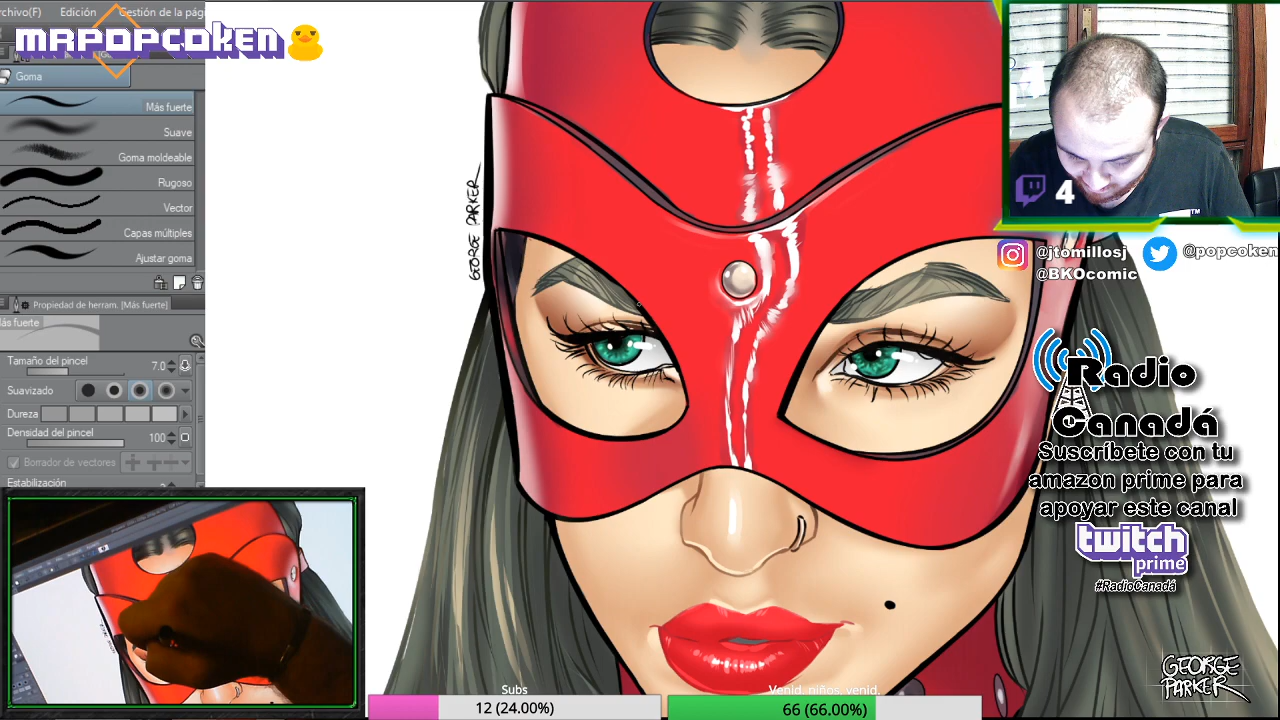 rchivo(F) Edición Gestión de la pág
MRPOPCOKEN
Goma
Más fuerte
Suave
Goma moldeable
Rugoso
Vector
Capas múltiples
Ajustar goma
Propiedad de herram. [Más fuerte]
Más fuerte
Tamaño del pincel 7.0
Suavizado
Dureza
Densidad del pincel 100
Borrador de vectores
Estabilización
GEORGE PARKER
4
TM
@jtomillosj @popcoken
@BKOcomic
Radio
Canadá
Suscríbete con tu
amazon prime para
apoyar este canal
twitch
prime
#RadioCanadá
GEORGE
PARKER
Subs
12 (24.00%)
Venid, niños, venid.
66 (66.00%)